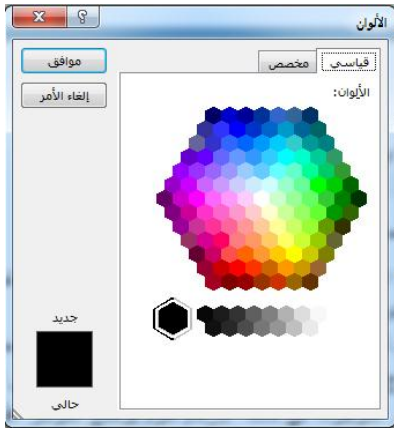 الألوان
قياسي
مخصص
الألوان:
موافق
إلغاء الأمر
جديد
حالي